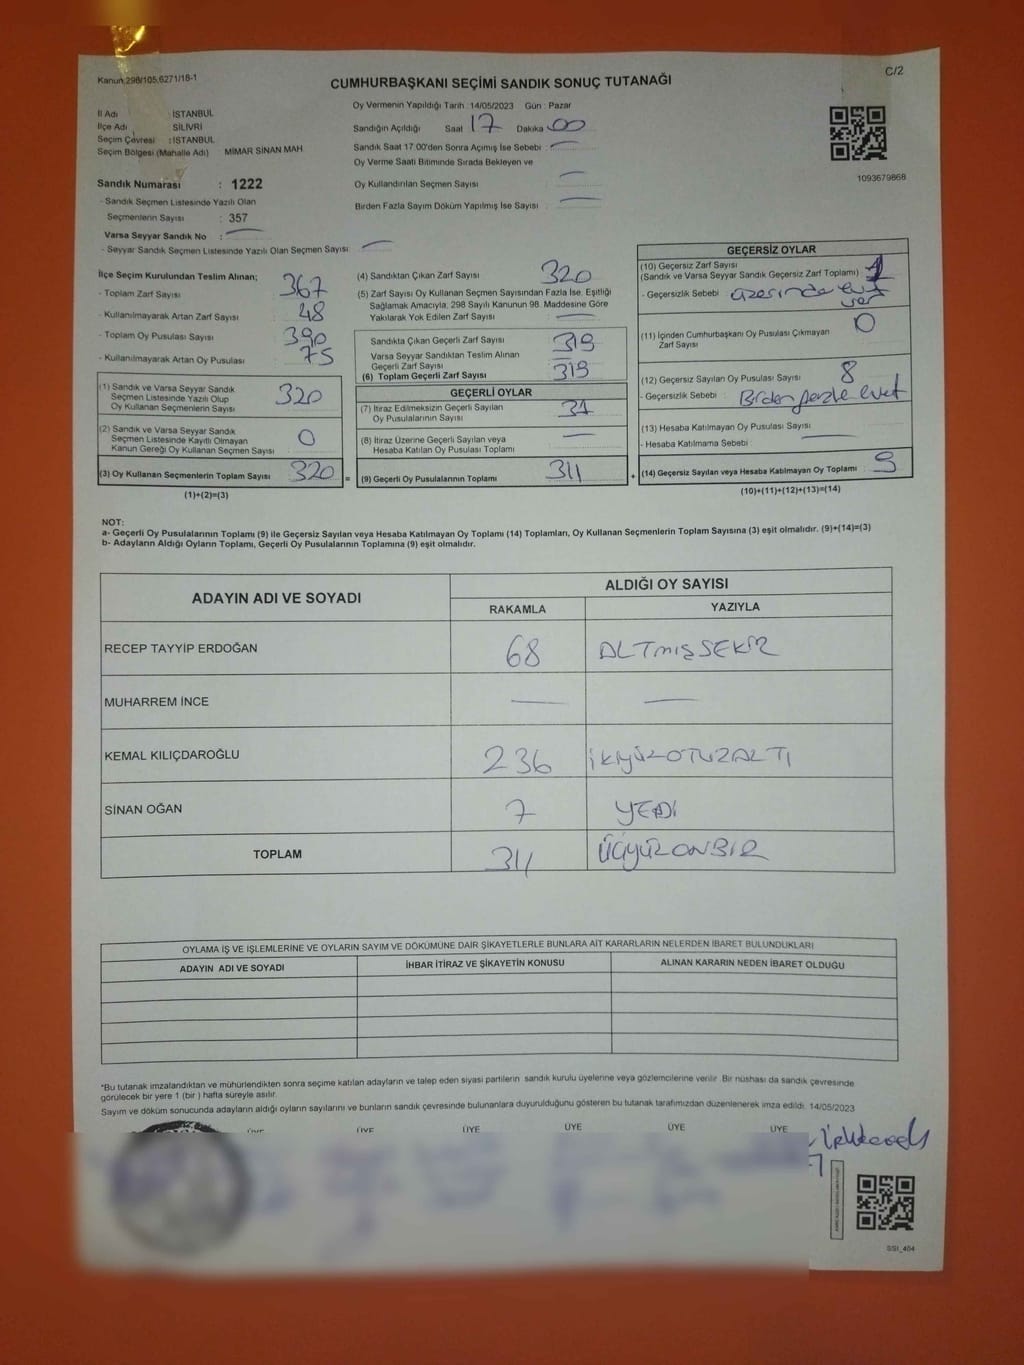 Kanun 298/105,6271/18-1
C/2
CUMHURBAŞKANI SEÇİMİ SANDIK SONUÇ TUTANAĞI
İl Adı : İSTANBUL
İlçe Adı : SİLİVRİ
Seçim Çevresi : İSTANBUL
Seçim Bölgesi (Mahalle Adı) : MİMAR SİNAN MAH.
Sandık Numarası : 1222
- Sandık Seçmen Listesinde Yazılı Olan
Seçmenlerin Sayısı : 357
Varsa Seyyar Sandık No : —
- Seyyar Sandık Seçmen Listesinde Yazılı Olan Seçmen Sayısı : —
Oy Vermenin Yapıldığı Tarih : 14/05/2023 Gün : Pazar
Sandığın Açıldığı Saat 17 Dakika 00
Sandık Saat 17:00'den Sonra Açımış İse Sebebi : —
Oy Verme Saati Bitiminde Sırada Bekleyen ve
Oy Kullandırılan Seçmen Sayısı : —
Birden Fazla Sayım Döküm Yapılmış İse Sayısı : —
1093679868
İlçe Seçim Kurulundan Teslim Alınan;
- Toplam Zarf Sayısı : 367
- Kullanılmayarak Artan Zarf Sayısı : 48
- Toplam Oy Pusulası Sayısı : 390
- Kullanılmayarak Artan Oy Pusulası : 75
(1) Sandık ve Varsa Seyyar Sandık
Seçmen Listesinde Yazılı Olup
Oy Kullanan Seçmenlerin Sayısı : 320
(2) Sandık ve Varsa Seyyar Sandık
Seçmen Listesinde Kayıtlı Olmayan
Kanun Gereği Oy Kullanan Seçmen Sayısı : 0
(3) Oy Kullanan Seçmenlerin Toplam Sayısı : 320
(1)+(2)=(3)
=
(4) Sandıktan Çıkan Zarf Sayısı : 320
(5) Zarf Sayısı Oy Kullanan Seçmen Sayısından Fazla İse, Eşitliği
Sağlamak Amacıyla, 298 Sayılı Kanunun 98. Maddesine Göre
Yakılarak Yok Edilen Zarf Sayısı : —
Sandıkta Çıkan Geçerli Zarf Sayısı : 319
Varsa Seyyar Sandıktan Teslim Alınan
Geçerli Zarf Sayısı : —
(6) Toplam Geçerli Zarf Sayısı : 319
GEÇERLİ OYLAR
(7) İtiraz Edilmeksizin Geçerli Sayılan
Oy Pusulalarının Sayısı :
(8) İtiraz Üzerine Geçerli Sayılan veya
Hesaba Katılan Oy Pusulası Toplamı : —
(9) Geçerli Oy Pusulalarının Toplamı : 311
+
GEÇERSİZ OYLAR
(10) Geçersiz Zarf Sayısı
(Sandık ve Varsa Seyyar Sandık Geçersiz Zarf Toplamı) : 1
- Geçersizlik Sebebi : üzerinde evet
var
(11) İçinden Cumhurbaşkanı Oy Pusulası Çıkmayan
Zarf Sayısı : 0
(12) Geçersiz Sayılan Oy Pusulası Sayısı : 8
Geçersizlik Sebebi : Birden fazla evet
(13) Hesaba Katılmayan Oy Pusulası Sayısı : —
- Hesaba Katılmama Sebebi :
(14) Geçersiz Sayılan veya Hesaba Katılmayan Oy Toplamı : 9
(10)+(11)+(12)+(13)=(14)
NOT:
a- Geçerli Oy Pusulalarının Toplamı (9) ile Geçersiz Sayılan veya Hesaba Katılmayan Oy Toplamı (14) Toplamları, Oy Kullanan Seçmenlerin Toplam Sayısına (3) eşit olmalıdır. (9)+(14)=(3)
b- Adayların Aldığı Oyların Toplamı, Geçerli Oy Pusulalarının Toplamına (9) eşit olmalıdır.
ADAYIN ADI VE SOYADI
ALDIĞI OY SAYISI
RAKAMLA YAZIYLA
RECEP TAYYİP ERDOĞAN 68 ALTMIŞSEKİZ
MUHARREM İNCE — —
KEMAL KILIÇDAROĞLU 236 İKİYÜZOTUZALTI
SİNAN OĞAN 7 YEDİ
TOPLAM 311 ÜÇYÜZONBİR
OYLAMA İŞ VE İŞLEMLERİNE VE OYLARIN SAYIM VE DÖKÜMÜNE DAİR ŞİKAYETLERLE BUNLARA AİT KARARLARIN NELERDEN İBARET BULUNDUKLARI
ADAYIN ADI VE SOYADI İHBAR İTİRAZ VE ŞİKAYETİN KONUSU ALINAN KARARIN NEDEN İBARET OLDUĞU
*Bu tutanak imzalandıktan ve mühürlendikten sonra seçime katılan adayların ve talep eden siyasi partilerin sandık kurulu üyelerine veya gözlemcilerine verilir. Bir nüshası da sandık çevresinde
görülecek bir yere 1 (bir) hafta süreyle asılır.
Sayım ve döküm sonucunda adayların aldığı oyların sayılarını ve bunların sandık çevresinde bulunanlara duyurulduğunu gösteren bu tutanak tarafımızdan düzenlenerek imza edildi. 14/05/2023
ÜYE ÜYE ÜYE ÜYE ÜYE ÜYE
SSI_404